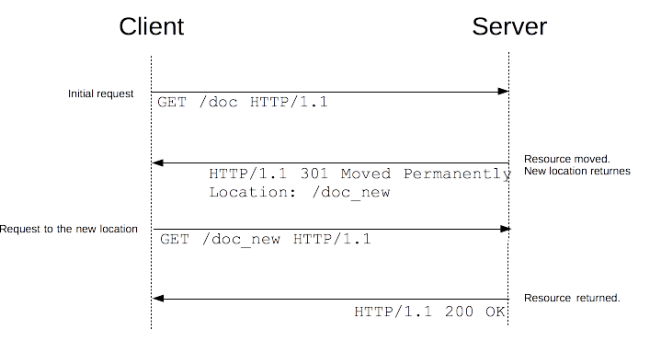 Client
Server
Initial request
GET /doc HTTP/1.1
Resource moved.
New location returnes
HTTP/1.1 301 Moved Permanently
Location: /doc_new
Request to the new location
GET /doc_new HTTP/1.1
Resource returned.
HTTP/1.1 200 OK